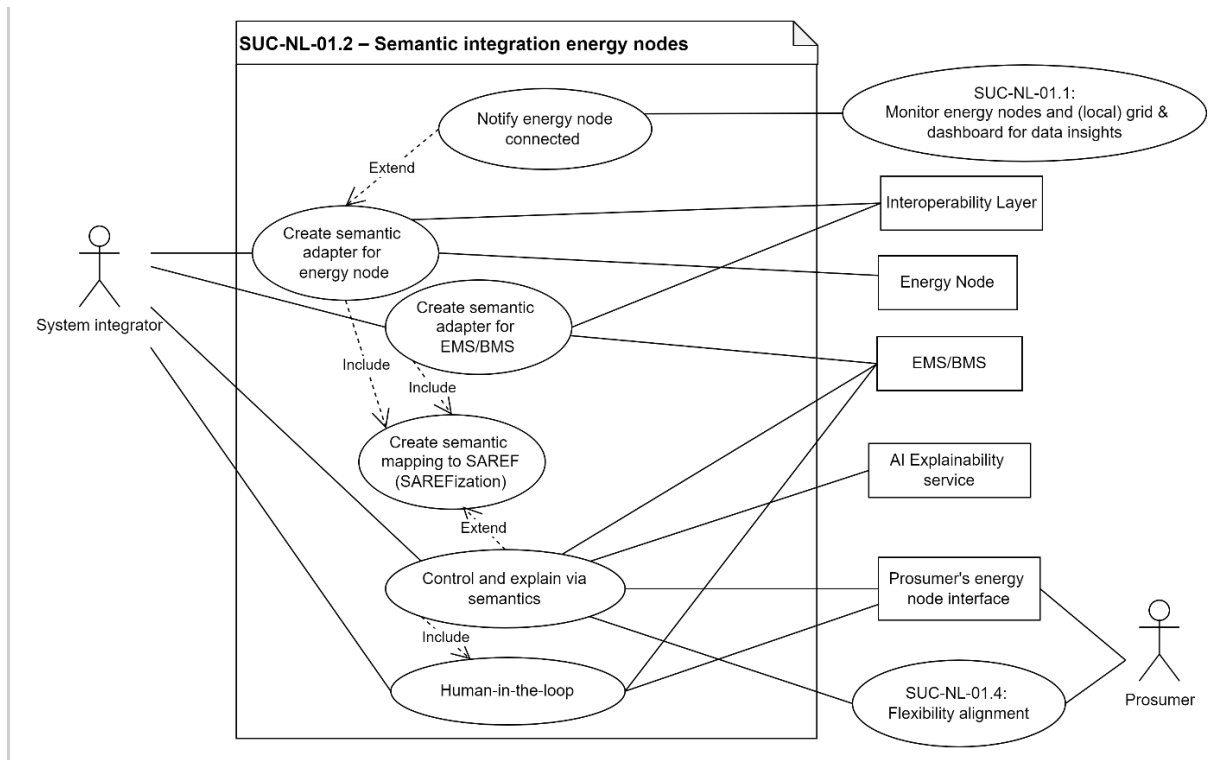 SUC-NL-01.2 – Semantic integration energy nodes
SUC-NL-01.1:
Monitor energy nodes and (local) grid &
dashboard for data insights
Notify energy node
connected
Extend
Interoperability Layer
Create semantic
adapter for
energy node
Energy Node
System integrator
Create semantic
adapter for
EMS/BMS
EMS/BMS
Include
Include
Create semantic
mapping to SAREF
(SAREFization)
AI Explainability
service
Extend
Control and explain via
semantics
Prosumer's energy
node interface
Include
Human-in-the-loop
SUC-NL-01.4:
Flexibility alignment
Prosumer